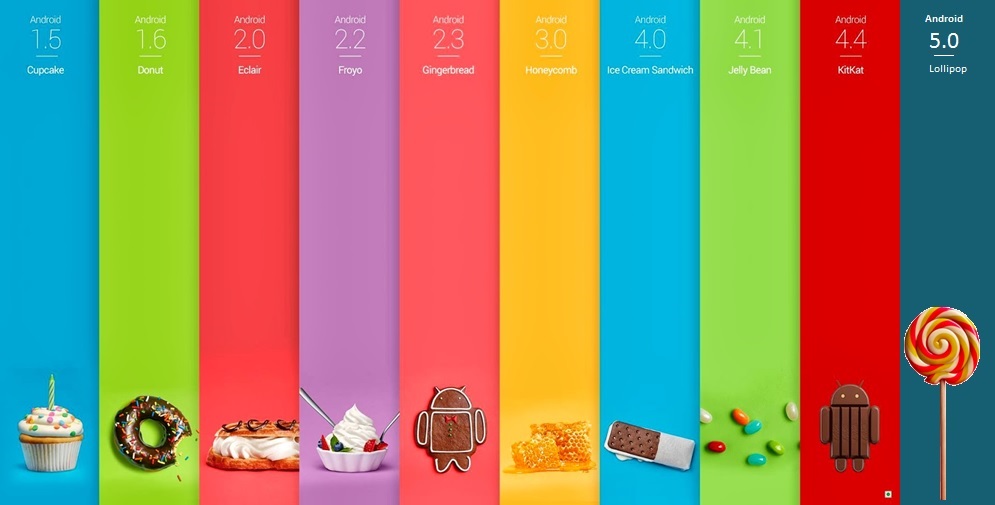 Android
1.5
Cupcake
Android
1.6
Donut
Android
2.0
Eclair
Android
2.2
Froyo
Android
2.3
Gingerbread
Android
3.0
Honeycomb
Android
4.0
Ice Cream Sandwich
Android
4.1
Jelly Bean
Android
4.4
KitKat
Android
5.0
Lollipop